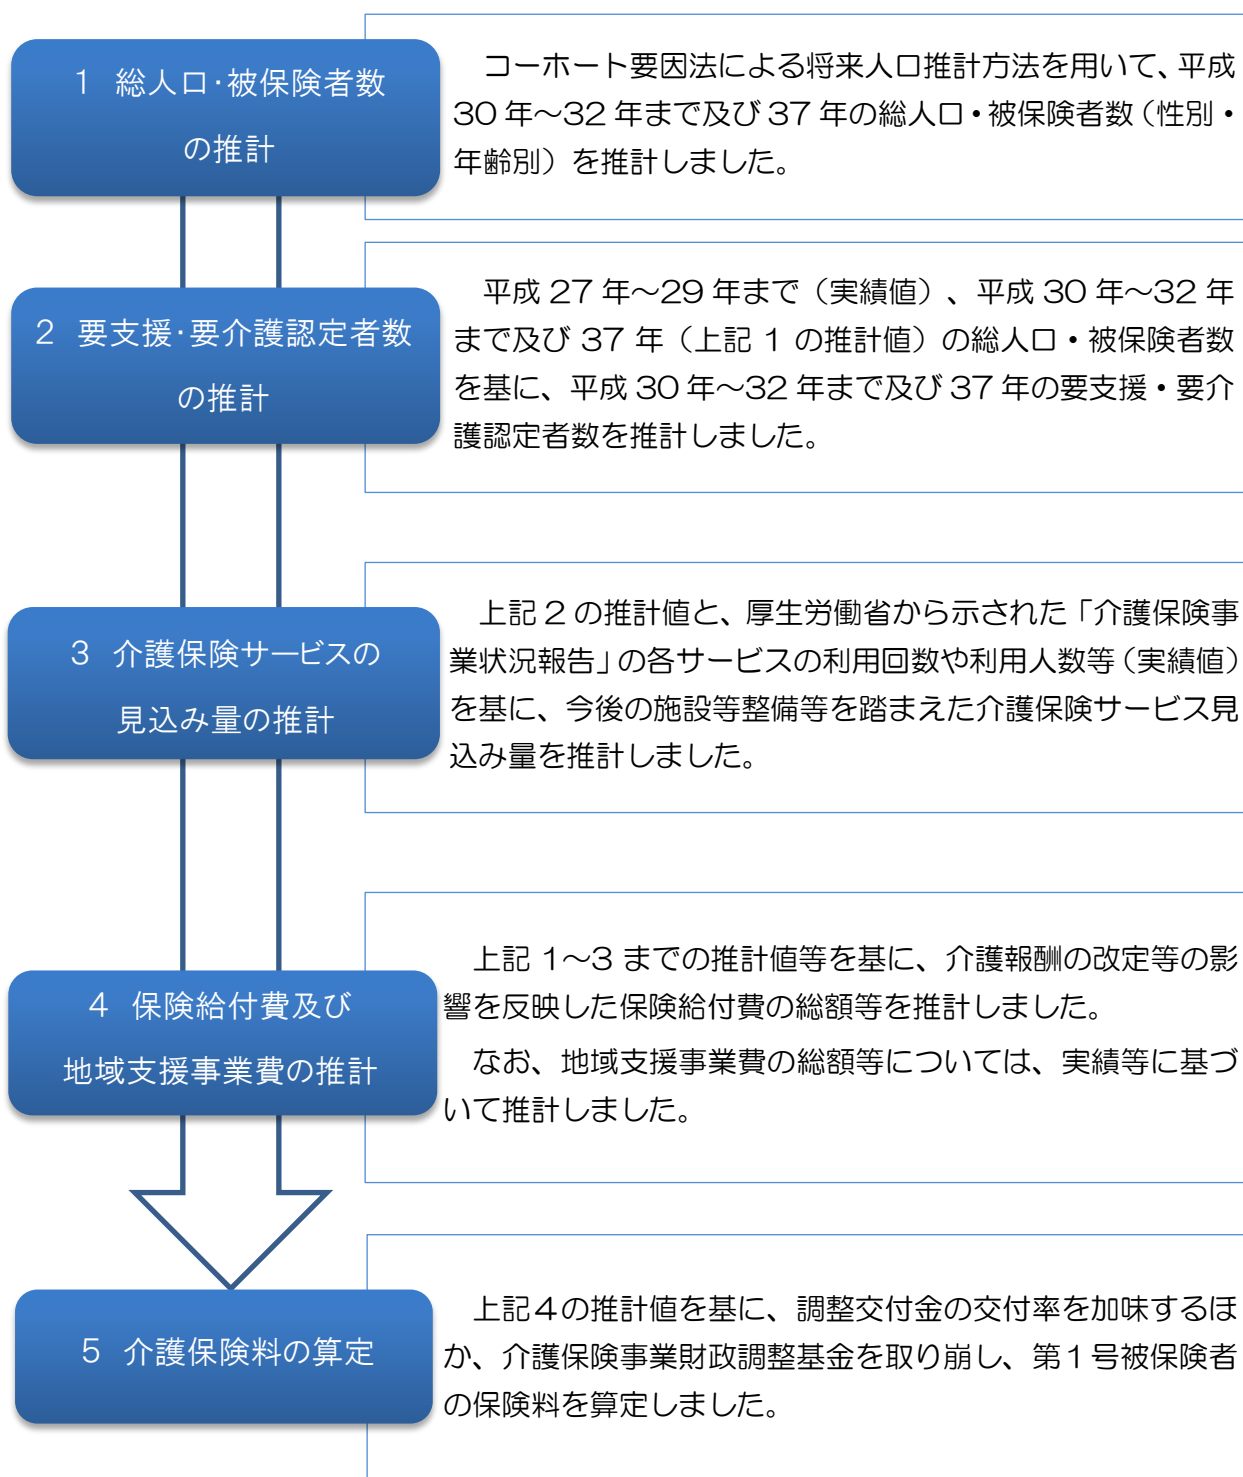 1 総人口・被保険者数
の推計
コーホート要因法による将来人口推計方法を用いて、平成
30 年～32 年まで及び 37 年の総人口・被保険者数（性別・
年齢別）を推計しました。
2 要支援・要介護認定者数
の推計
平成 27 年～29 年まで（実績値）、平成 30 年～32 年
まで及び 37 年（上記 1 の推計値）の総人口・被保険者数
を基に、平成 30 年～32 年まで及び 37 年の要支援・要介
護認定者数を推計しました。
3 介護保険サービスの
見込み量の推計
上記 2 の推計値と、厚生労働省から示された「介護保険事
業状況報告」の各サービスの利用回数や利用人数等（実績値）
を基に、今後の施設等整備等を踏まえた介護保険サービス見
込み量を推計しました。
4 保険給付費及び
地域支援事業費の推計
上記 1～3 までの推計値等を基に、介護報酬の改定等の影
響を反映した保険給付費の総額等を推計しました。
なお、地域支援事業費の総額等については、実績等に基づ
いて推計しました。
5 介護保険料の算定
上記４の推計値を基に、調整交付金の交付率を加味するほ
か、介護保険事業財政調整基金を取り崩し、第１号被保険者
の保険料を算定しました。